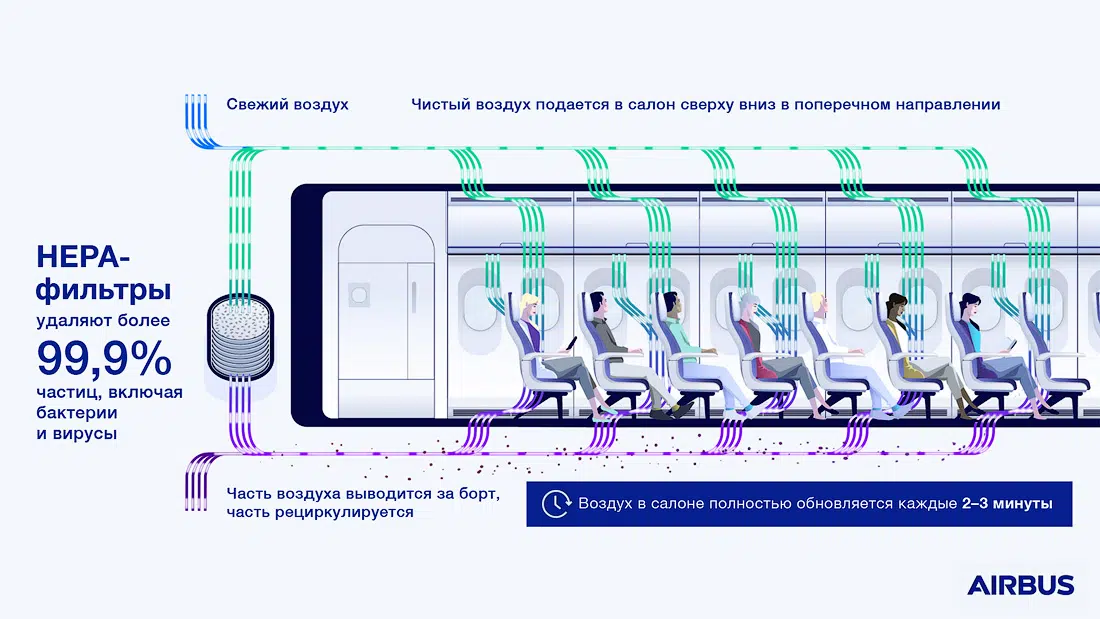 Свежий воздух
Чистый воздух подается в салон сверху вниз в поперечном направлении
HEPA-
фильтры
удаляют более
99,9%
частиц, включая
бактерии
и вирусы
Часть воздуха выводится за борт,
часть рециркулируется
Воздух в салоне полностью обновляется каждые 2–3 минуты
AIRBUS